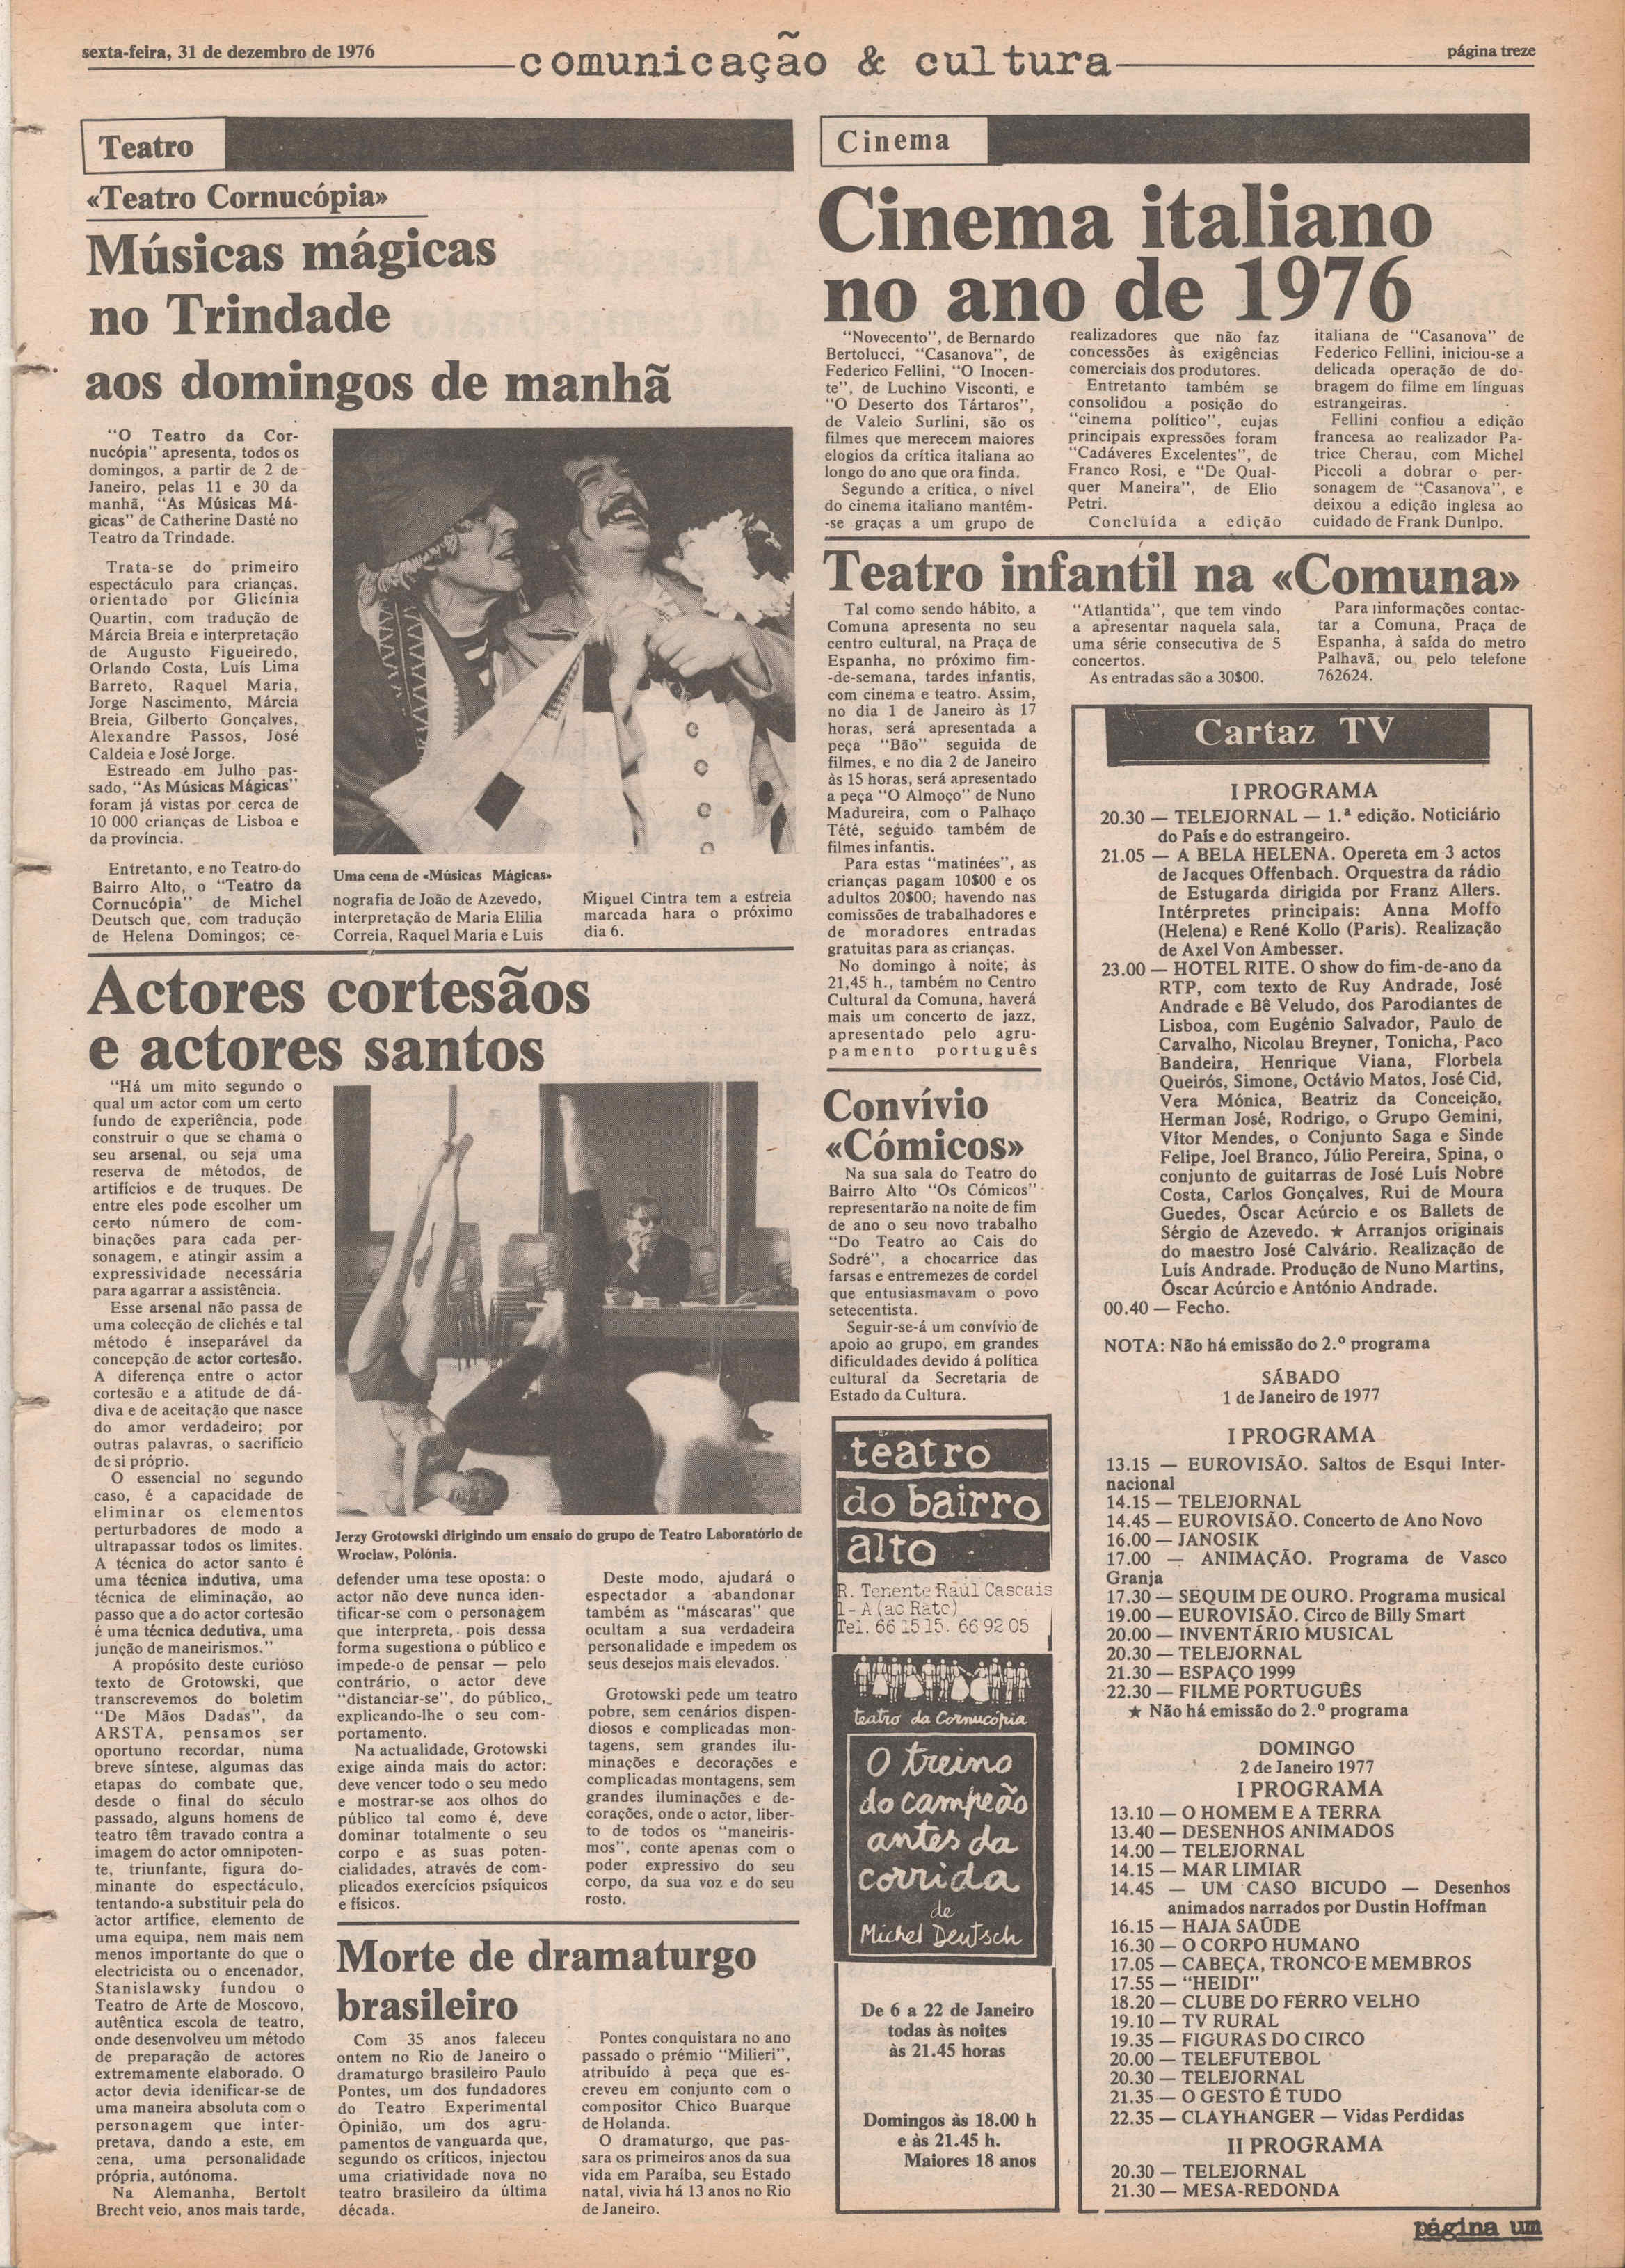 sexta-feira, 31 de dezembro de 1976
comunicação & cultura
página treze
Teatro
«Teatro Cornucópia»
Músicas mágicas
no Trindade
aos domingos de manhã
"O Teatro da Cor-
nucópia" apresenta, todos os
domingos, a partir de 2 de
Janeiro, pelas 11 e 30 da
manhã, "As Músicas Má-
gicas" de Catherine Dasté no
Teatro da Trindade.
Trata-se do primeiro
espectáculo para crianças,
orientado por Glicínia
Quartin, com tradução de
Márcia Breia e interpretação
de Augusto Figueiredo,
Orlando Costa, Luís Lima
Barreto, Raquel Maria,
Jorge Nascimento, Márcia
Breia, Gilberto Gonçalves,
Alexandre Passos, José
Caldeia e José Jorge.
Estreado em Julho pas-
sado, "As Músicas Mágicas"
foram já vistas por cerca de
10 000 crianças de Lisboa e
da província.
Entretanto, e no Teatro do
Bairro Alto, o "Teatro da
Cornucópia" de Michel
Deutsch que, com tradução
de Helena Domingos; ce-
Uma cena de «Músicas Mágicas»
nografia de João de Azevedo,
interpretação de Maria Elilia
Correia, Raquel Maria e Luis
Miguel Cintra tem a estreia
marcada hara o próximo
dia 6.
Actores cortesãos
e actores santos
"Há um mito segundo o
qual um actor com um certo
fundo de experiência, pode
construir o que se chama o
seu arsenal, ou seja uma
reserva de métodos, de
artifícios e de truques. De
entre eles pode escolher um
certo número de com-
binações para cada per-
sonagem, e atingir assim a
expressividade necessária
para agarrar a assistência.
Esse arsenal não passa de
uma colecção de clichés e tal
método é inseparável da
concepção de actor cortesão.
A diferença entre o actor
cortesão e a atitude de dá-
diva e de aceitação que nasce
do amor verdadeiro; por
outras palavras, o sacrifício
de si próprio.
O essencial no segundo
caso, é a capacidade de
eliminar os elementos
perturbadores de modo a
ultrapassar todos os limites.
A técnica do actor santo é
uma técnica indutiva, uma
técnica de eliminação, ao
passo que a do actor cortesão
é uma técnica dedutiva, uma
junção de maneirismos."
A propósito deste curioso
texto de Grotowski, que
transcrevemos do boletim
"De Mãos Dadas", da
ARSTA, pensamos ser
oportuno recordar, numa
breve síntese, algumas das
etapas do combate que,
desde o final do século
passado, alguns homens de
teatro têm travado contra a
imagem do actor omnipoten-
te, triunfante, figura do-
minante do espectáculo,
tentando-a substituir pela do
actor artífice, elemento de
uma equipa, nem mais nem
menos importante do que o
electricista ou o encenador,
Stanislawsky fundou o
Teatro de Arte de Moscovo,
autêntica escola de teatro,
onde desenvolveu um método
de preparação de actores
extremamente elaborado. O
actor devia idenificar-se de
uma maneira absoluta com o
personagem que inter-
pretava, dando a este, em
cena, uma personalidade
própria, autónoma.
Na Alemanha, Bertolt
Brecht veio, anos mais tarde,
Jerzy Grotowski dirigindo um ensaio do grupo de Teatro Laboratório de
Wroclaw, Polónia.
defender uma tese oposta: o
actor não deve nunca iden-
tificar-se com o personagem
que interpreta, pois dessa
forma sugestiona o público e
impede-o de pensar — pelo
contrário, o actor deve
"distanciar-se", do público,
explicando-lhe o seu com-
portamento.
Na actualidade, Grotowski
exige ainda mais do actor:
deve vencer todo o seu medo
e mostrar-se aos olhos do
público tal como é, deve
dominar totalmente o seu
corpo e as suas poten-
cialidades, através de com-
plicados exercícios psíquicos
e físicos.
Deste modo, ajudará o
espectador a abandonar
também as "máscaras" que
ocultam a sua verdadeira
personalidade e impedem os
seus desejos mais elevados.
Grotowski pede um teatro
pobre, sem cenários dispen-
diosos e complicadas mon-
tagens, sem grandes ilu-
minações e decorações e
complicadas montagens, sem
grandes iluminações e de-
corações, onde o actor, liber-
to de todos os "maneiris-
mos", conte apenas com o
poder expressivo do seu
corpo, da sua voz e do seu
rosto.
Morte de dramaturgo
brasileiro
Com 35 anos faleceu
ontem no Rio de Janeiro o
dramaturgo brasileiro Paulo
Pontes, um dos fundadores
do Teatro Experimental
Opinião, um dos agru-
pamentos de vanguarda que,
segundo os críticos, injectou
uma criatividade nova no
teatro brasileiro da última
década.
Pontes conquistara no ano
passado o prémio "Milieri",
atribuído à peça que es-
creveu em conjunto com o
compositor Chico Buarque
de Holanda.
O dramaturgo, que pas-
sara os primeiros anos da sua
vida em Paraíba, seu Estado
natal, vivia há 13 anos no Rio
de Janeiro.
Cinema
Cinema italiano
no ano de 1976
"Novecento", de Bernardo
Bertolucci, "Casanova", de
Federico Fellini, "O Inocen-
te", de Luchino Visconti, e
"O Deserto dos Tártaros",
de Valeio Surlini, são os
filmes que merecem maiores
elogios da crítica italiana ao
longo do ano que ora finda.
Segundo a crítica, o nível
do cinema italiano mantém-
-se graças a um grupo de
realizadores que não faz
concessões às exigências
comerciais dos produtores.
Entretanto também se
consolidou a posição do
"cinema político", cujas
principais expressões foram
"Cadáveres Excelentes", de
Franco Rosi, e "De Qual-
quer Maneira", de Elio
Petri.
Concluída a edição
italiana de "Casanova" de
Federico Fellini, iniciou-se a
delicada operação de do-
bragem do filme em línguas
estrangeiras.
Fellini confiou a edição
francesa ao realizador Pa-
trice Cherau, com Michel
Piccoli a dobrar o per-
sonagem de "Casanova", e
deixou a edição inglesa ao
cuidado de Frank Dunlpo.
Teatro infantil na «Comuna»
Tal como sendo hábito, a
Comuna apresenta no seu
centro cultural, na Praça de
Espanha, no próximo fim-
-de-semana, tardes infantis,
com cinema e teatro. Assim,
no dia 1 de Janeiro às 17
horas, será apresentada a
peça "Bão" seguida de
filmes, e no dia 2 de Janeiro
às 15 horas, será apresentado
a peça "O Almoço" de Nuno
Madureira, com o Palhaço
Tété, seguido também de
filmes infantis.
Para estas "matinées", as
crianças pagam 10$00 e os
adultos 20$00; havendo nas
comissões de trabalhadores e
de moradores entradas
gratuitas para as crianças.
No domingo à noite, às
21,45 h., também no Centro
Cultural da Comuna, haverá
mais um concerto de jazz,
apresentado pelo agru-
pamento português
"Atlantida", que tem vindo
a apresentar naquela sala,
uma série consecutiva de 5
concertos.
As entradas são a 30$00.
Para informações contac-
tar a Comuna, Praça de
Espanha, à saída do metro
Palhavã, ou pelo telefone
762624.
Convívio
«Cómicos»
Na sua sala do Teatro do
Bairro Alto "Os Cómicos"
representarão na noite de fim
de ano o seu novo trabalho
"Do Teatro ao Cais do
Sodré", a chocarrice das
farsas e entremezes de cordel
que entusiasmavam o povo
setecentista.
Seguir-se-á um convívio de
apoio ao grupo, em grandes
dificuldades devido á política
cultural da Secretaria de
Estado da Cultura.
teatro
do bairro
alto
R. Tenente Raúl Cascais
1-A (ao Rato)
Tel. 66 15 15. 66 92 05
teatro da Cornucópia
O treino
do campeão
antes da
corrida
de
Michel Deutsch
De 6 a 22 de Janeiro
todas às noites
às 21.45 horas
Domingos às 18.00 h
e às 21.45 h.
Maiores 18 anos
Cartaz TV
I PROGRAMA
20.30 — TELEJORNAL — 1.ª edição. Noticiário
do País e do estrangeiro.
21.05 — A BELA HELENA. Opereta em 3 actos
de Jacques Offenbach. Orquestra da rádio
de Estugarda dirigida por Franz Allers.
Intérpretes principais: Anna Moffo
(Helena) e René Kollo (Paris). Realização
de Axel Von Ambesser.
23.00 — HOTEL RITE. O show do fim-de-ano da
RTP, com texto de Ruy Andrade, José
Andrade e Bê Veludo, dos Parodiantes de
Lisboa, com Eugénio Salvador, Paulo de
Carvalho, Nicolau Breyner, Tonicha, Paco
Bandeira, Henrique Viana, Florbela
Queirós, Simone, Octávio Matos, José Cid,
Vera Mónica, Beatriz da Conceição,
Herman José, Rodrigo, o Grupo Gemini,
Vítor Mendes, o Conjunto Saga e Sinde
Felipe, Joel Branco, Júlio Pereira, Spina, o
conjunto de guitarras de José Luís Nobre
Costa, Carlos Gonçalves, Rui de Moura
Guedes, Óscar Acúrcio e os Ballets de
Sérgio de Azevedo. ★ Arranjos originais
do maestro José Calvário. Realização de
Luís Andrade. Produção de Nuno Martins,
Óscar Acúrcio e António Andrade.
00.40 — Fecho.
NOTA: Não há emissão do 2.º programa
SÁBADO
1 de Janeiro de 1977
I PROGRAMA
13.15 — EUROVISÃO. Saltos de Esqui Inter-
nacional
14.15 — TELEJORNAL
14.45 — EUROVISÃO. Concerto de Ano Novo
16.00 — JANOSIK
17.00 — ANIMAÇÃO. Programa de Vasco
Granja
17.30 — SEQUIM DE OURO. Programa musical
19.00 — EUROVISÃO. Circo de Billy Smart
20.00 — INVENTÁRIO MUSICAL
20.30 — TELEJORNAL
21.30 — ESPAÇO 1999
22.30 — FILME PORTUGUÊS
★ Não há emissão do 2.º programa
DOMINGO
2 de Janeiro 1977
I PROGRAMA
13.10 — O HOMEM E A TERRA
13.40 — DESENHOS ANIMADOS
14.00 — TELEJORNAL
14.15 — MAR LIMIAR
14.45 — UM CASO BICUDO — Desenhos
animados narrados por Dustin Hoffman
16.15 — HAJA SAÚDE
16.30 — O CORPO HUMANO
17.05 — CABEÇA, TRONCO E MEMBROS
17.55 — "HEIDI"
18.20 — CLUBE DO FERRO VELHO
19.10 — TV RURAL
19.35 — FIGURAS DO CIRCO
20.00 — TELEFUTEBOL
20.30 — TELEJORNAL
21.35 — O GESTO É TUDO
22.35 — CLAYHANGER — Vidas Perdidas
II PROGRAMA
20.30 — TELEJORNAL
21.30 — MESA-REDONDA
página um